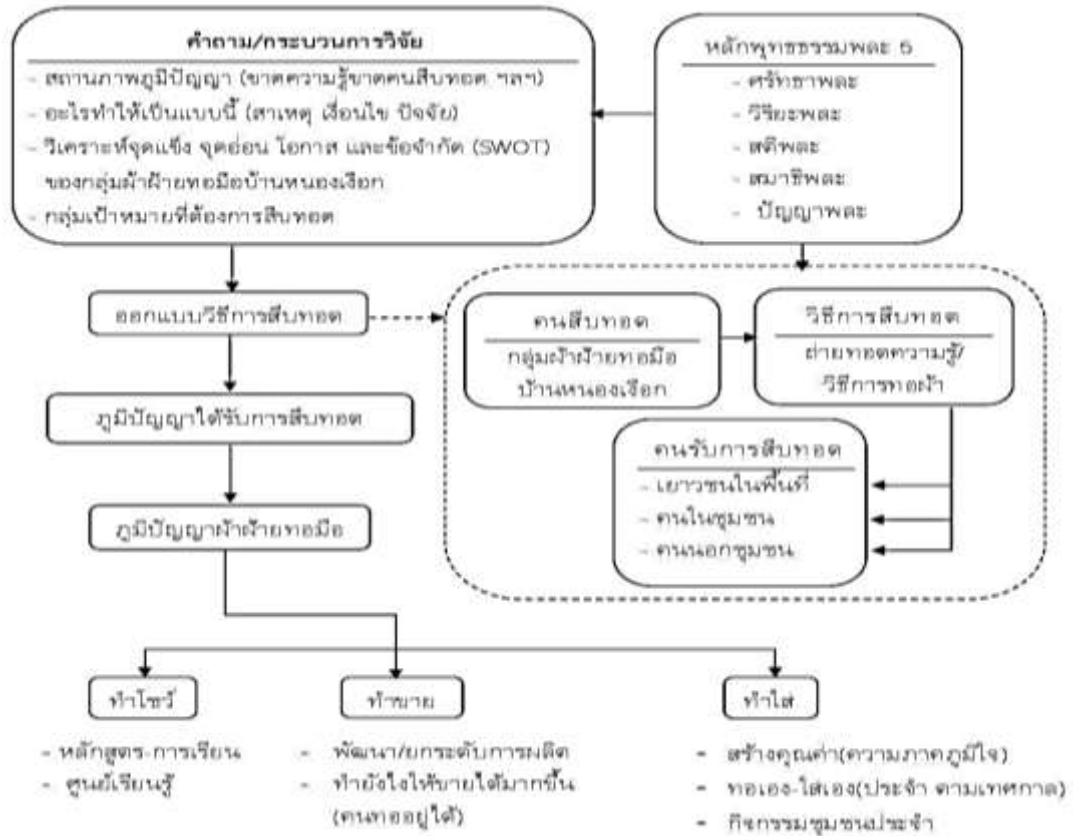 คำถาม/กระบวนการวิจัย
- สถานภาพภูมิปัญญา (ขาดความรู้ขาดคนสืบทอด ฯลฯ)
- อะไรทำให้เป็นแบบนี้ (สาเหตุ เงื่อนไข ปัจจัย)
- วิเคราะห์จุดแข็ง จุดอ่อน โอกาส และข้อจำกัด (SWOT)
ของกลุ่มผ้าฝ้ายทอมือบ้านหนองเงือก
- กลุ่มเป้าหมายที่ต้องการสืบทอด
หลักพุทธธรรมพละ 5
- ศรัทธาพละ
- วิริยะพละ
- สติพละ
- สมาธิพละ
- ปัญญาพละ
ออกแบบวิธีการสืบทอด
คนสืบทอด
กลุ่มผ้าฝ้ายทอมือ
บ้านหนองเงือก
วิธีการสืบทอด
ถ่ายทอดความรู้/
วิธีการทอผ้า
ภูมิปัญญาได้รับการสืบทอด
คนรับการสืบทอด
- เยาวชนในพื้นที่
- คนในชุมชน
- คนนอกชุมชน
ภูมิปัญญาผ้าฝ้ายทอมือ
ทำโชว์
- หลักสูตร-การเรียน
- ศูนย์เรียนรู้
ทำขาย
- พัฒนา/ยกระดับการผลิต
- ทำยังไงให้ขายได้มากขึ้น
(คนทออยู่ได้)
ทำใส่
- สร้างคุณค่า(ความภาคภูมิใจ)
- ทอเอง-ใส่เอง(ประจำ ตามเทศกาล)
- กิจกรรมชุมชนประจำ